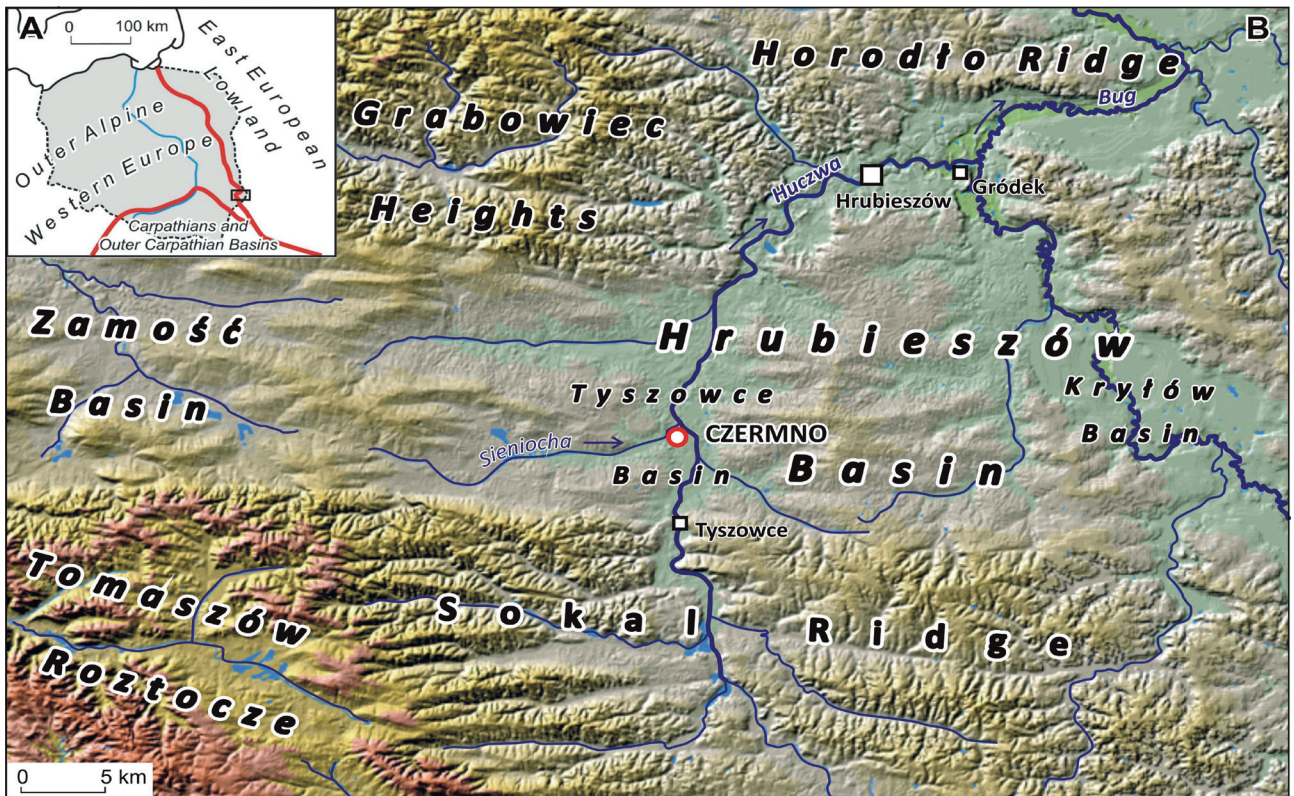 A
0 100 km
East European
Lowland
Outer Alpine
Western Europe
Carpathians and
Outer Carpathian Basins
B
Horodło Ridge
Bug
Grabowiec
Heights
Huczwa
Hrubieszów
Gródek
Zamość
Basin
Hrubieszów
Basin
Tyszowce
Basin
Kryłów
Basin
Sieniocha
CZERMNO
Tyszowce
Tomaszów
Roztocze
Sokal Ridge
0 5 km